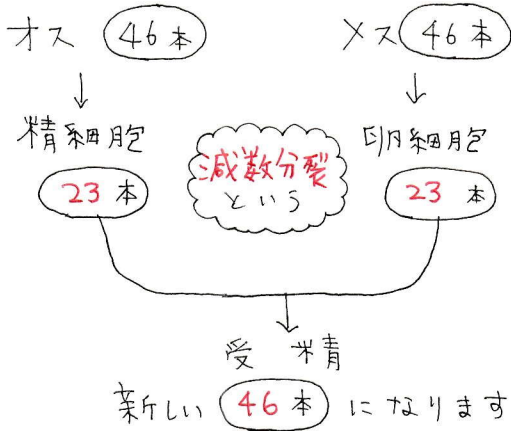 オス 46本 メス 46本
精細胞 卵細胞
減数分裂
という
23本 23本
受精
新しい 46本 になります